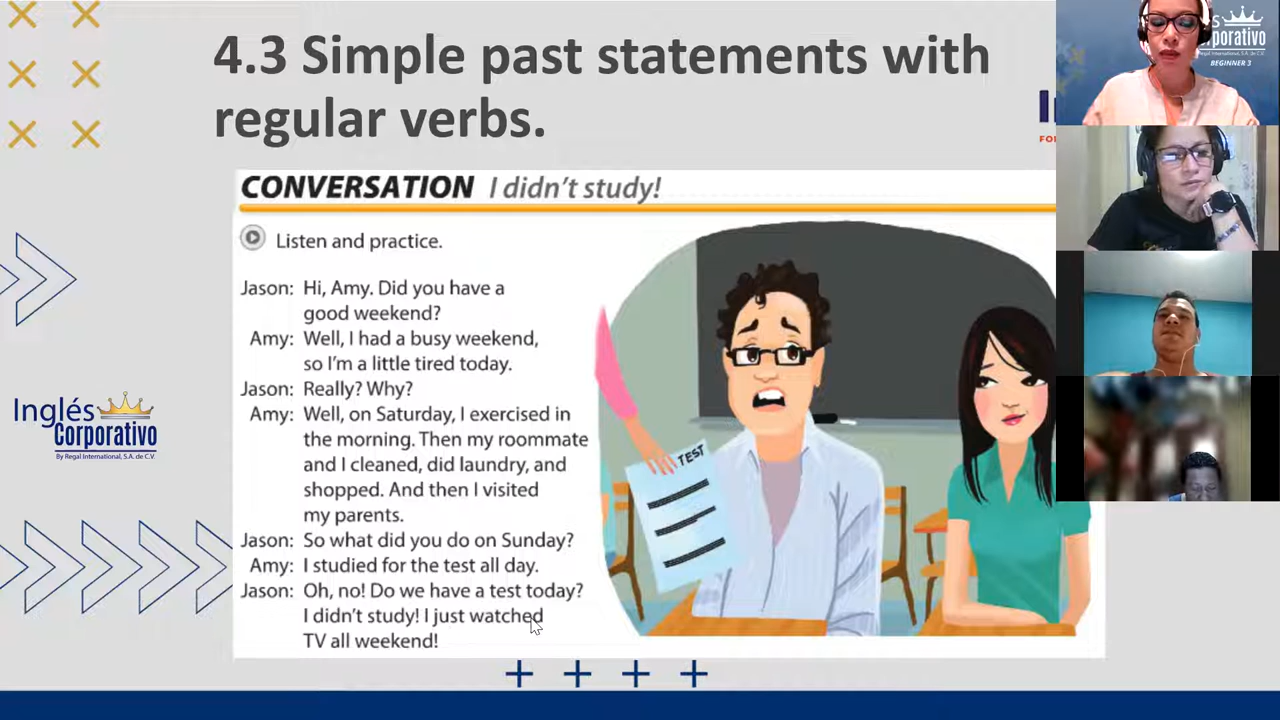 4.3 Simple past statements with
regular verbs.
CONVERSATION I didn't study!
Listen and practice.
Jason: Hi, Amy. Did you have a
good weekend?
Amy: Well, I had a busy weekend,
so I'm a little tired today.
Jason: Really? Why?
Amy: Well, on Saturday, I exercised in
the morning. Then my roommate
and I cleaned, did laundry, and
shopped. And then I visited
my parents.
Jason: So what did you do on Sunday?
Amy: I studied for the test all day.
Jason: Oh, no! Do we have a test today?
I didn't study! I just watched
TV all weekend!
TEST
Inglés
Corporativo
By Regal International, S.A. de C.V.
BEGINNER 3